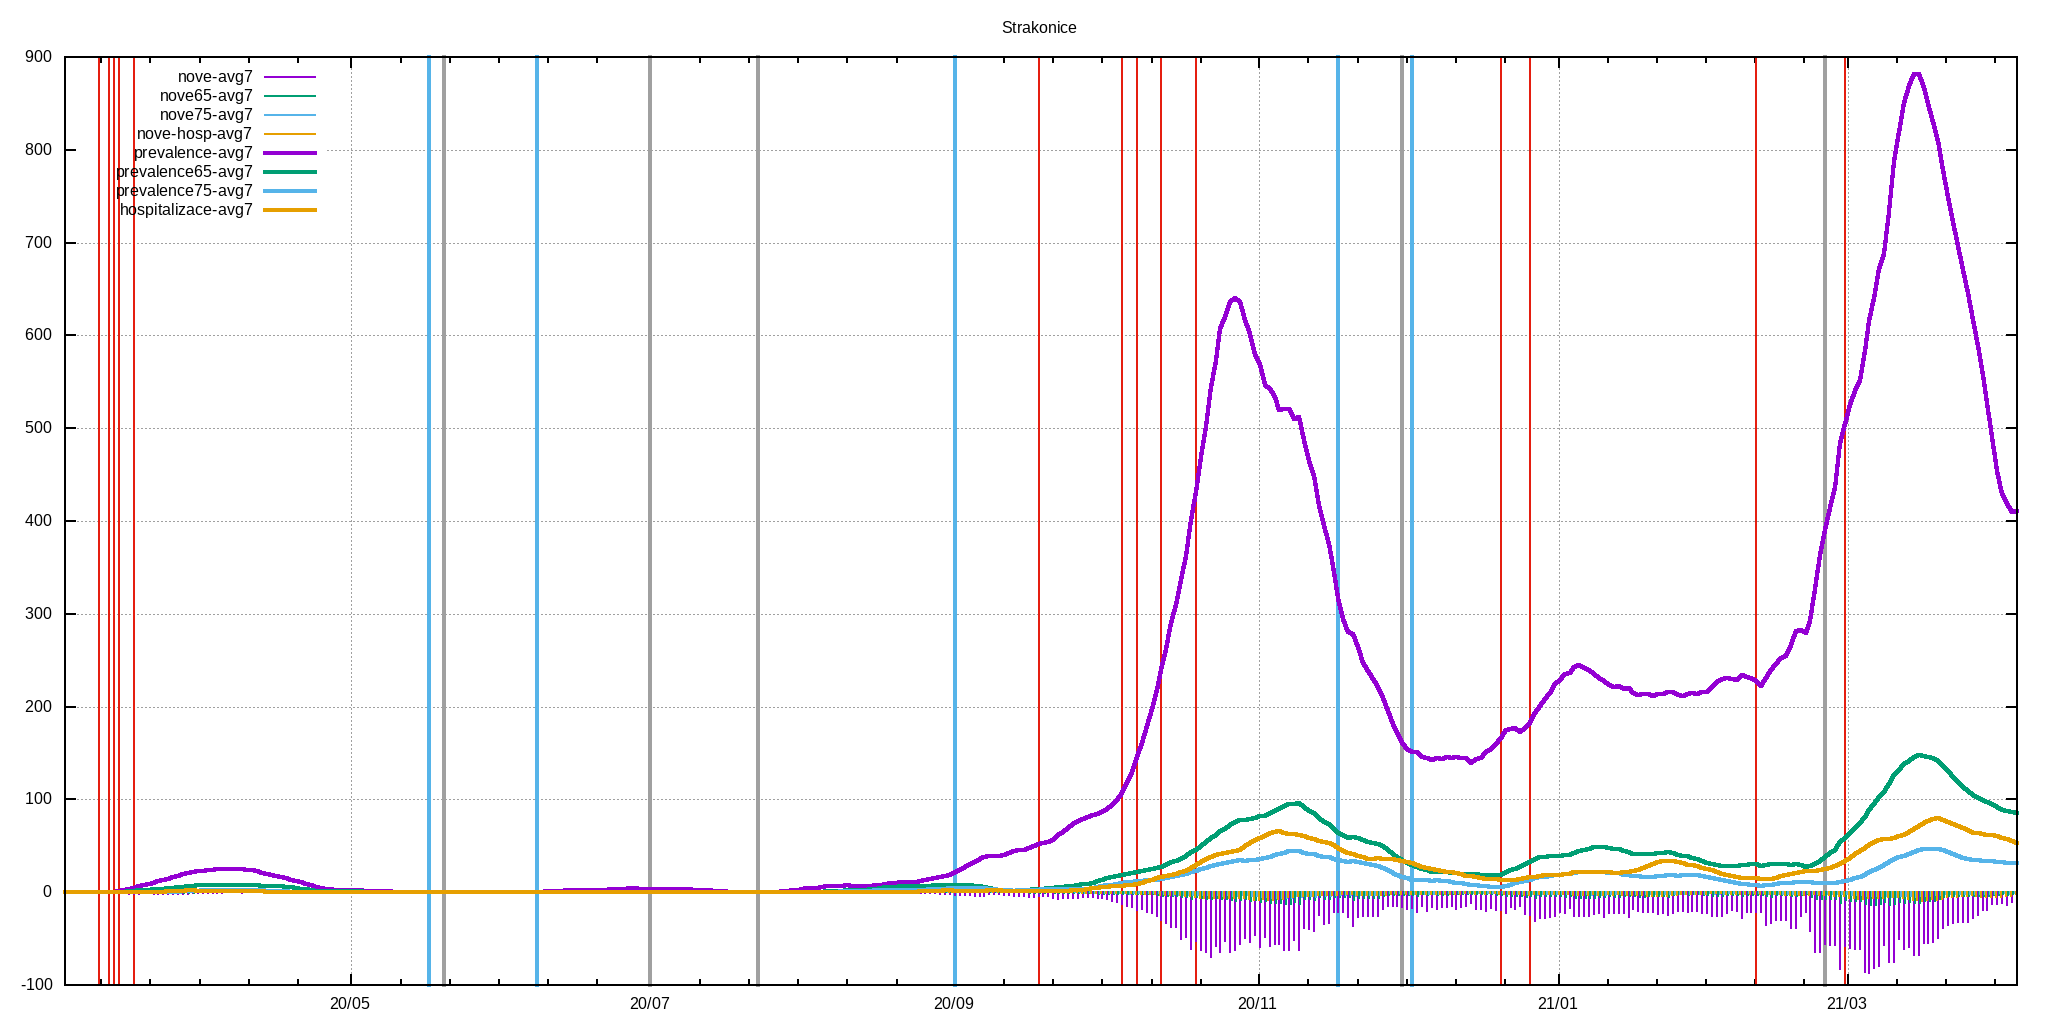 Strakonice
900
800
700
600
500
400
300
200
100
0
-100
nove-avg7
nove65-avg7
nove75-avg7
nove-hosp-avg7
prevalence-avg7
prevalence65-avg7
prevalence75-avg7
hospitalizace-avg7
20/05 20/07 20/09 20/11 21/01 21/03